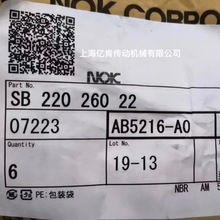 NOK CORPO
上海亿肯传动机械有限公司
NOK
Part No.
SB 220 260 22
07223 AB5216-A0
Quantity Lot No.
6 19-13
NBR AM
PE:包装袋